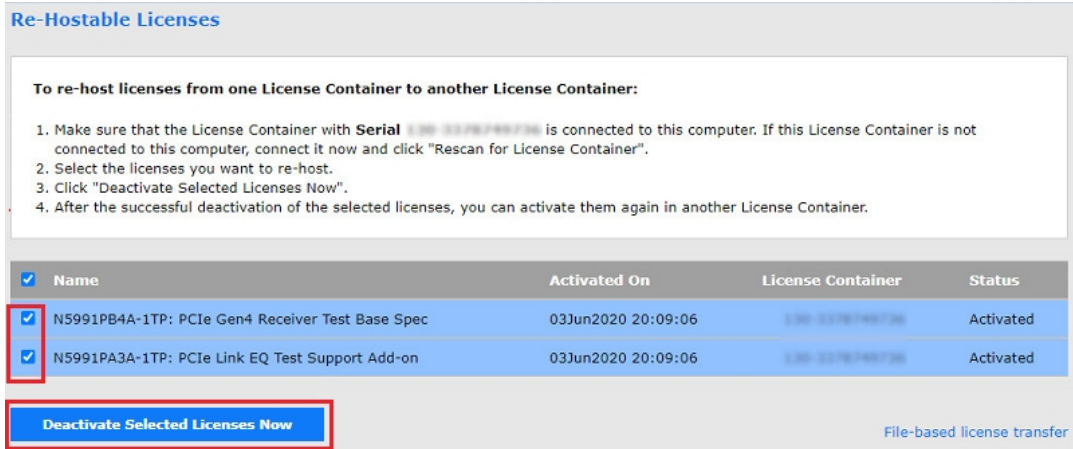 Re-Hostable Licenses
To re-host licenses from one License Container to another License Container:
1. Make sure that the License Container with Serial is connected to this computer. If this License Container is not
connected to this computer, connect it now and click "Rescan for License Container".
2. Select the licenses you want to re-host.
3. Click "Deactivate Selected Licenses Now".
4. After the successful deactivation of the selected licenses, you can activate them again in another License Container.
Name Activated On License Container Status
N5991PB4A-1TP: PCIe Gen4 Receiver Test Base Spec 03Jun2020 20:09:06 Activated
N5991PA3A-1TP: PCIe Link EQ Test Support Add-on 03Jun2020 20:09:06 Activated
Deactivate Selected Licenses Now
File-based license transfer